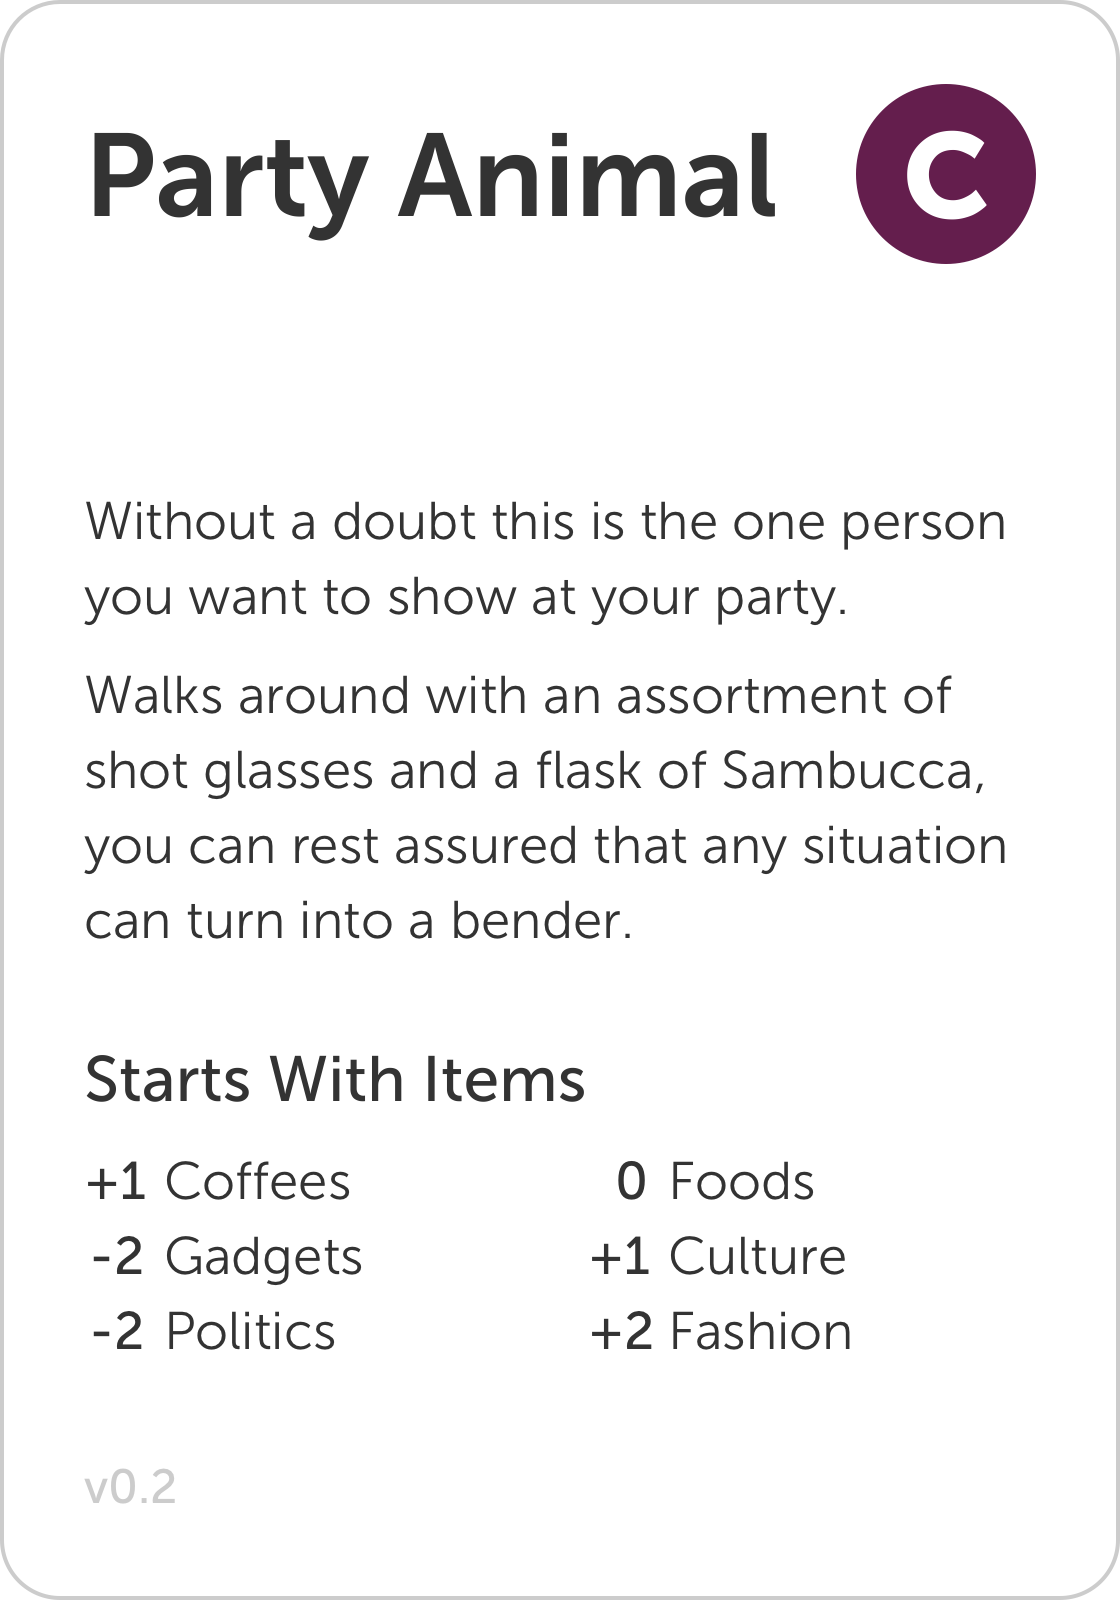 Party Animal
C
Without a doubt this is the one person
you want to show at your party.
Walks around with an assortment of
shot glasses and a flask of Sambucca,
you can rest assured that any situation
can turn into a bender.
Starts With Items
+1 Coffees 0 Foods
-2 Gadgets +1 Culture
-2 Politics +2 Fashion
v0.2